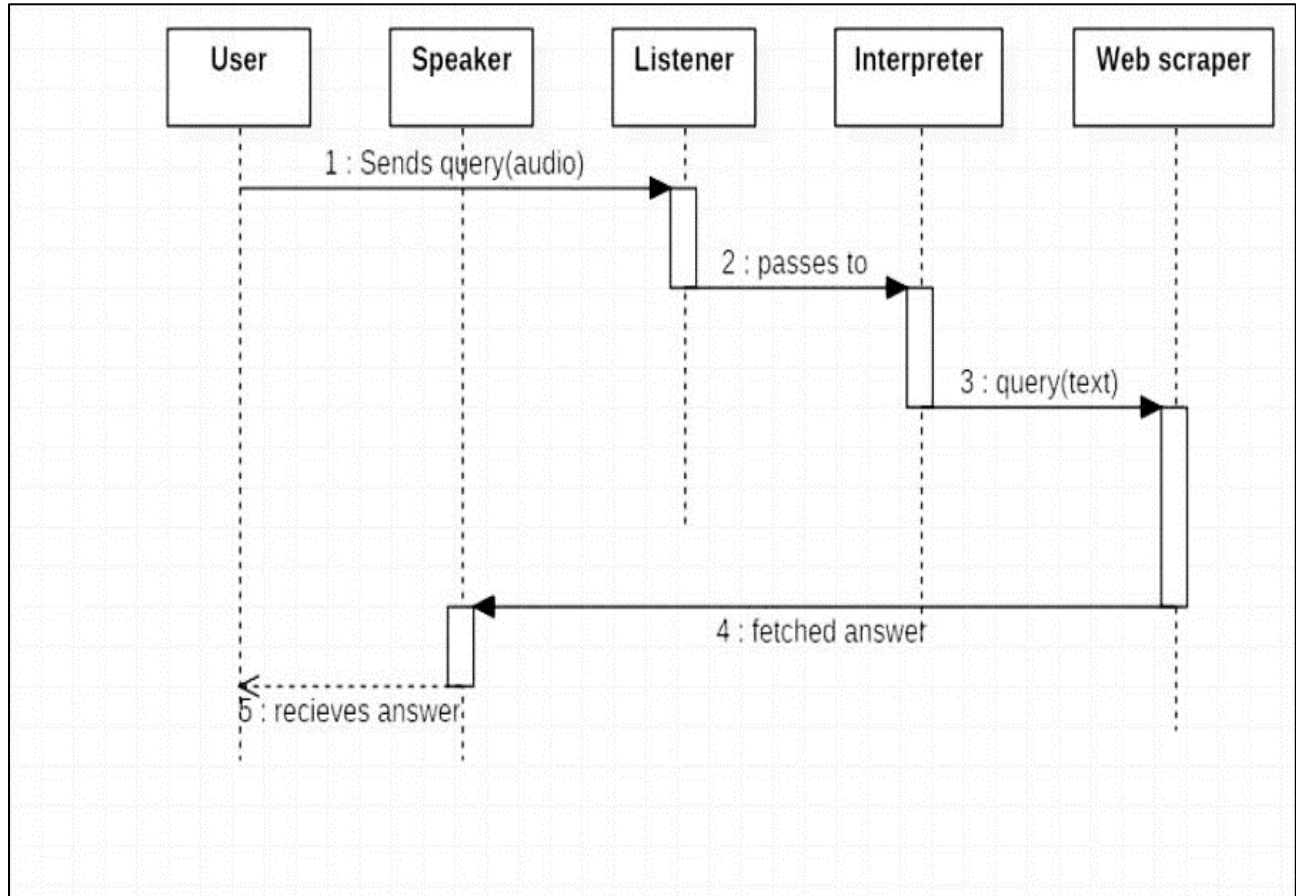 User
Speaker
Listener
Interpreter
Web scraper
1 : Sends query(audio)
2 : passes to
3 : query(text)
4 : fetched answer
5 : recieves answer